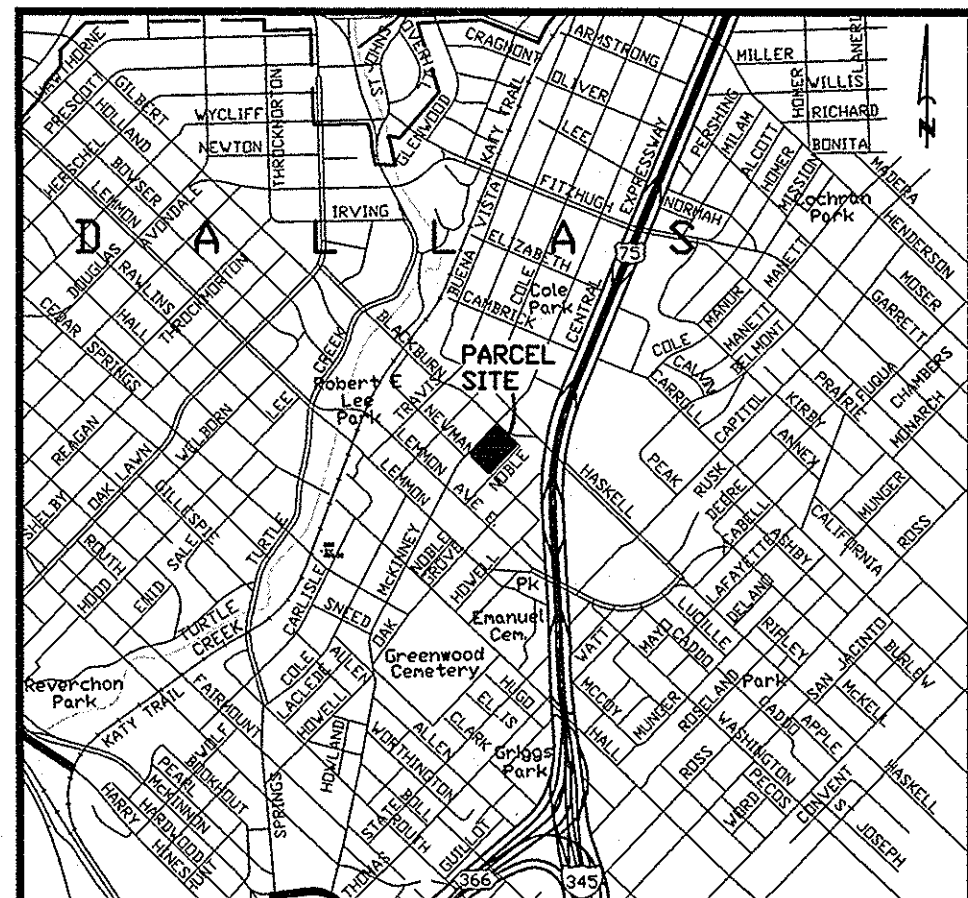 ARMSTRONG
CRAGMONT
MILLER
HOMER
LANERI
WILLIS
RICHARD
BONITA
ST JOHNS
OVERHILL
HAWTHORNE
PRESCOTT
GILBERT
HOLLAND
WYCLIFF
NEWTON
THROCKMORTON
GLENWOOD
KATY TRAIL
OLIVER
LEE
EXPRESSWAY
PERSHING
MILAM
ALCOTT
HOMER
MISSION
MADERA
Cochran
Park
HENDERSON
HERSCHEL
BOWSER
LEMMON
AVONDALE
IRVING
VISTA
FITZHUGH
NORMAH
DALLAS
75
ELIZABETH
BUENA
COLE
Cole
Park
CAMBRICK
CENTRAL
MANETT
MOSER
GARRETT
DOUGLAS
RAWLINS
HALL
THROCKMORTON
CEDAR
SPRINGS
CREEK
BLACKBURN
PARCEL
SITE
COLE
MANOR
MANETT
CALVIN
BELMONT
CARROLL
CAPITOL
PRAIRIE
FUQUA
CHAMBERS
MONARCH
KIRBY
ANNEX
Robert E
Lee
Park
TRAVIS
NEWMAN
LEMMON
LEMMON
AVE E
NOBLE
HASKELL
PEAK
RUSK
DEERE
CABELL
LAFAYETTE
ASHBY
DELANO
CALIFORNIA
MUNGER
ROSS
REAGAN
SHELBY
OAK LAWN
WELBORN
LEE
GILLESPIE
SALE
ROUTH
HOOD
ENID
TURTLE
TURTLE
CREEK
CARLISLE
MCKINNEY
NOBLE
GROVE
HOWELL
Pk
Emanuel
Cem.
WATT
MAYO
CADDO
LUCILLE
RIPLEY
JACINTO
SAN
BURLEW
SNEED
OAK
Greenwood
Cemetery
COLE
LACLEDE
ALLEN
HOWELL
Reverchon
Park
KATY TRAIL
FAIRMOUNT
HUGO
ELLIS
CLARK
ALLEN
WORTHINGTON
MCCOY
HALL
MUNGER
ROSELAND
WASHINGTON
Park
CADDO
APPLE
MCKELL
Griggs
Park
HOWLAND
WOLF
BOOKHOUT
PEARL
MCKINNON
HARRY
HARDWOOD
HINES
HUNT
SPRINGS
BOLL
STATE
ROUTH
GUILLOT
THOMAS
366
345
ROSS
WORD
PECOS
CONVENT
HASKELL
JOSEPH
N